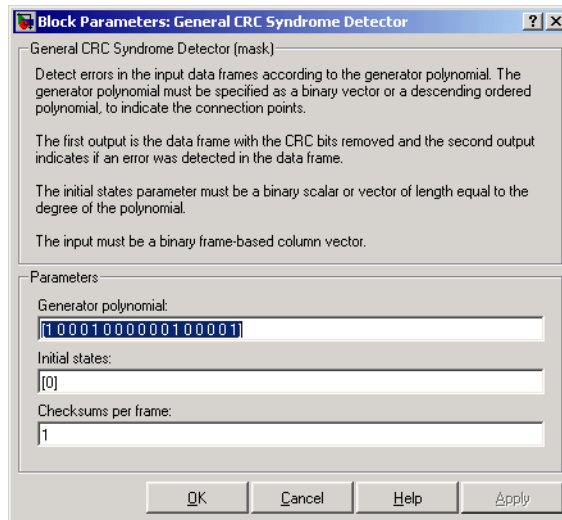 Block Parameters: General CRC Syndrome Detector
General CRC Syndrome Detector (mask)
Detect errors in the input data frames according to the generator polynomial. The
generator polynomial must be specified as a binary vector or a descending ordered
polynomial, to indicate the connection points.
The first output is the data frame with the CRC bits removed and the second output
indicates if an error was detected in the data frame.
The initial states parameter must be a binary scalar or vector of length equal to the
degree of the polynomial.
The input must be a binary frame-based column vector.
Parameters
Generator polynomial:
[1 0 0 0 1 0 0 0 0 0 0 1 0 0 0 0 1]
Initial states:
[0]
Checksums per frame:
1
OK Cancel Help Apply